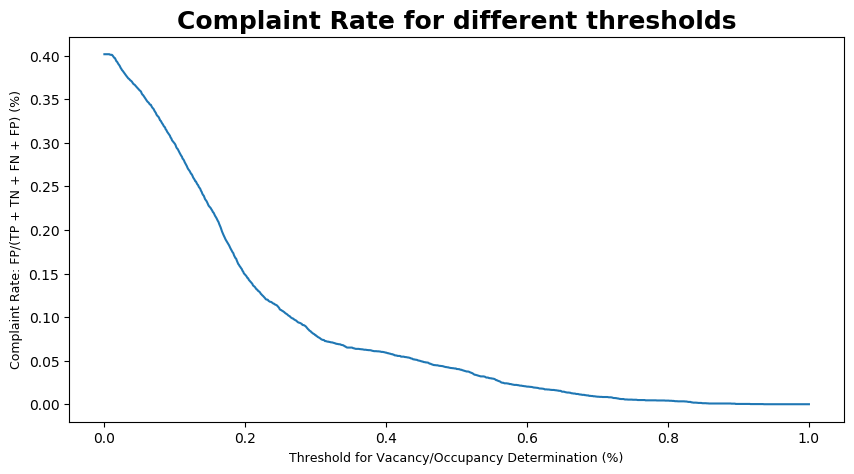 Complaint Rate for different thresholds
Complaint Rate: FP/(TP + TN + FN + FP) (%)
0.40
0.35
0.30
0.25
0.20
0.15
0.10
0.05
0.00
0.0 0.2 0.4 0.6 0.8 1.0
Threshold for Vacancy/Occupancy Determination (%)